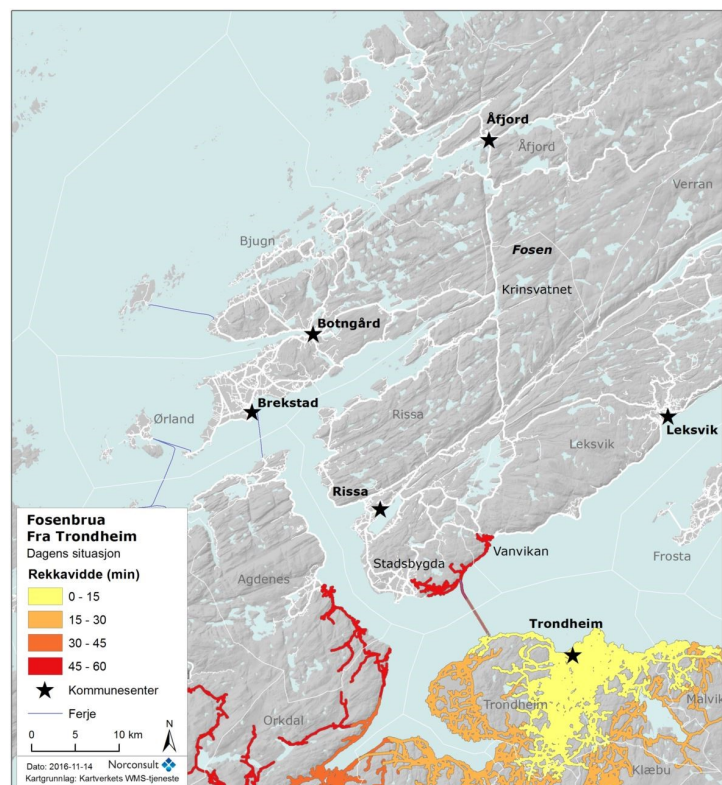 Åfjord
Åfjord
Verran
Bjugn
Fosen
Krinsvatnet
Botngård
Brekstad
Ørland
Rissa
Leksvik
Leksvik
Rissa
Vanvikan
Stadsbygda
Frosta
Agdenes
Trondheim
Trondheim
Malvik
Orkdal
Klæbu
Fosenbrua
Fra Trondheim
Dagens situasjon
Rekkavidde (min)
0 - 15
15 - 30
30 - 45
45 - 60
Kommunesenter
Ferje
N
0 5 10 km
Dato: 2016-11-14 Norconsult
Kartgrunnlag: Kartverkets WMS-tjeneste